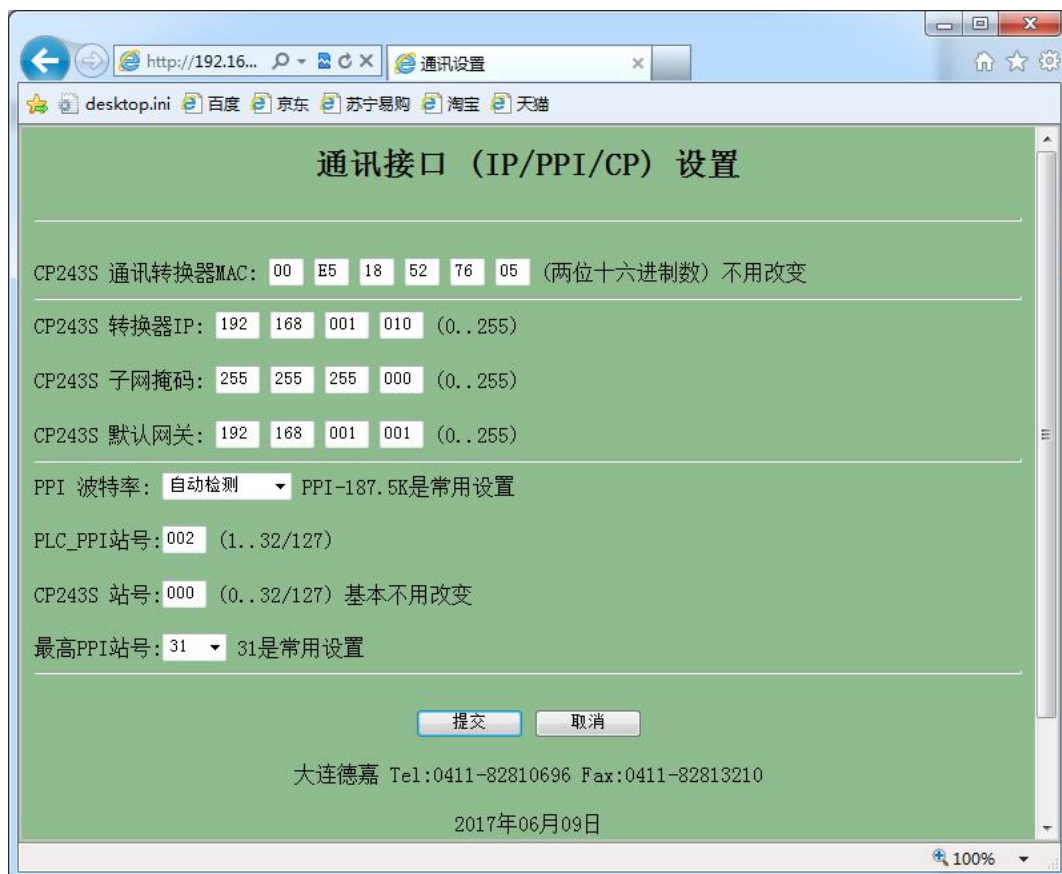 http://192.16... 通讯设置
desktop.ini 百度 京东 苏宁易购 淘宝 天猫
通讯接口 (IP/PPI/CP) 设置
CP243S 通讯转换器MAC: 00 E5 18 52 76 05 (两位十六进制数) 不用改变
CP243S 转换器IP: 192 168 001 010 (0..255)
CP243S 子网掩码: 255 255 255 000 (0..255)
CP243S 默认网关: 192 168 001 001 (0..255)
PPI 波特率: 自动检测 PPI-187.5K是常用设置
PLC_PPI站号: 002 (1..32/127)
CP243S 站号: 000 (0..32/127) 基本不用改变
最高PPI站号: 31 31是常用设置
提交 取消
大连德嘉 Tel:0411-82810696 Fax:0411-82813210
2017年06月09日
100%